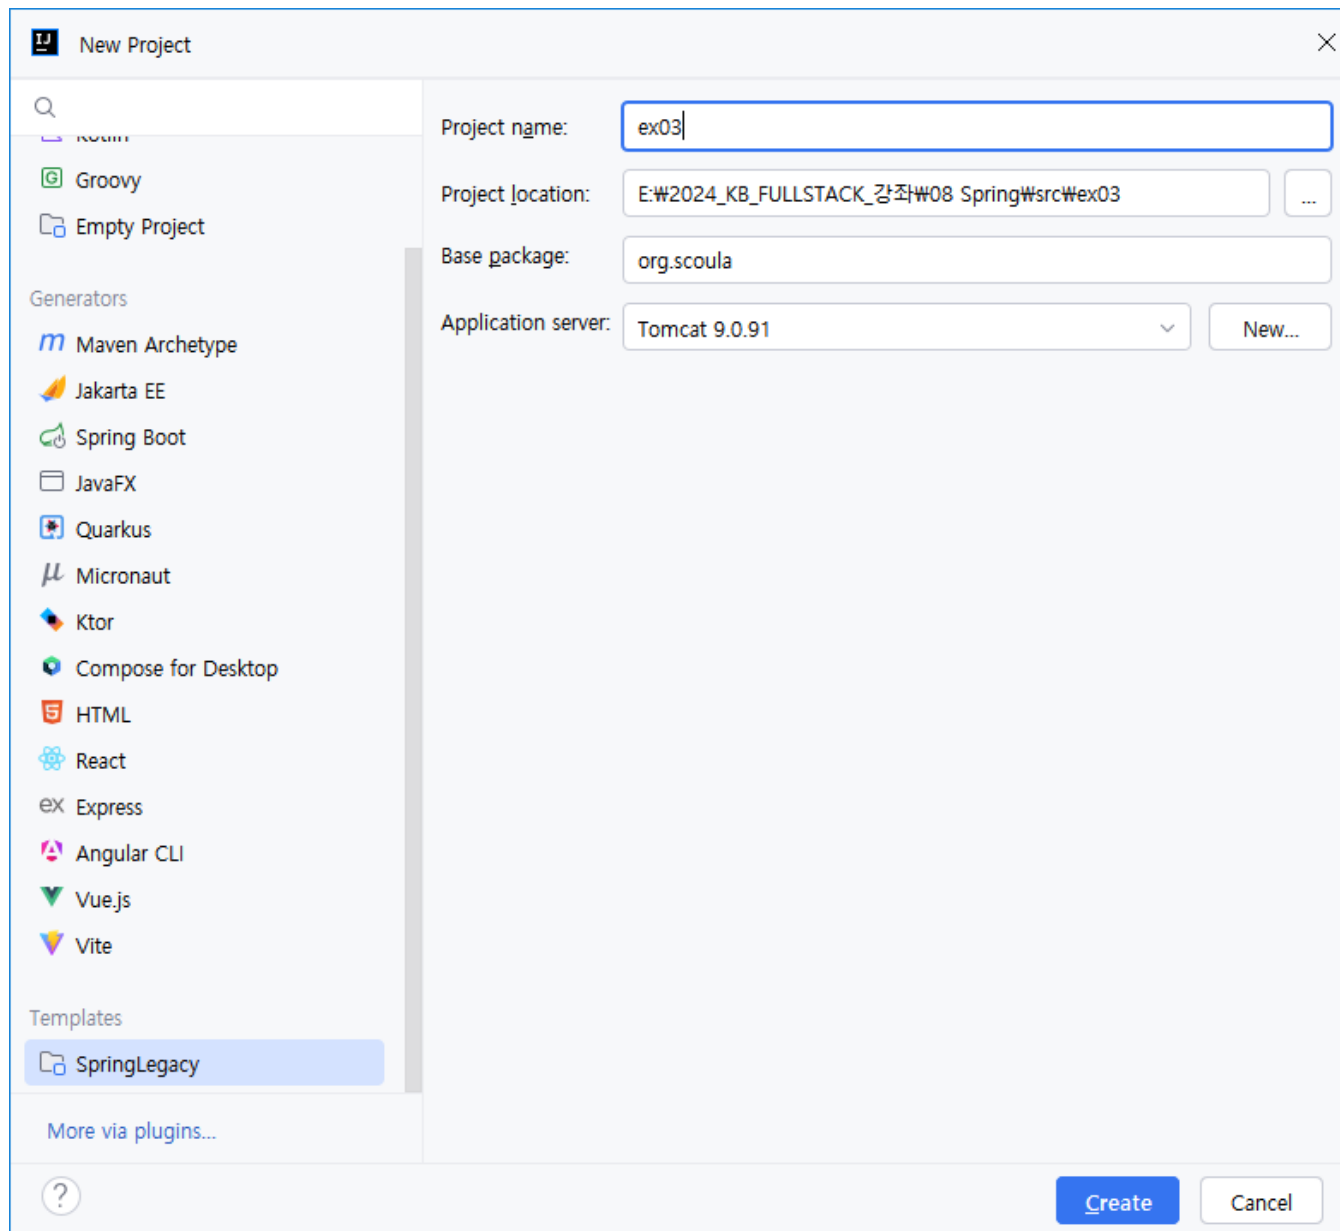 New Project
Kotlin
Groovy
Empty Project
Generators
Maven Archetype
Jakarta EE
Spring Boot
JavaFX
Quarkus
Micronaut
Ktor
Compose for Desktop
HTML
React
ex Express
Angular CLI
Vue.js
Vite
Templates
SpringLegacy
More via plugins...
Project name: ex03
Project location: E:₩2024_KB_FULLSTACK_강좌₩08 Spring₩src₩ex03 ...
Base package: org.scoula
Application server: Tomcat 9.0.91 New...
? Create Cancel